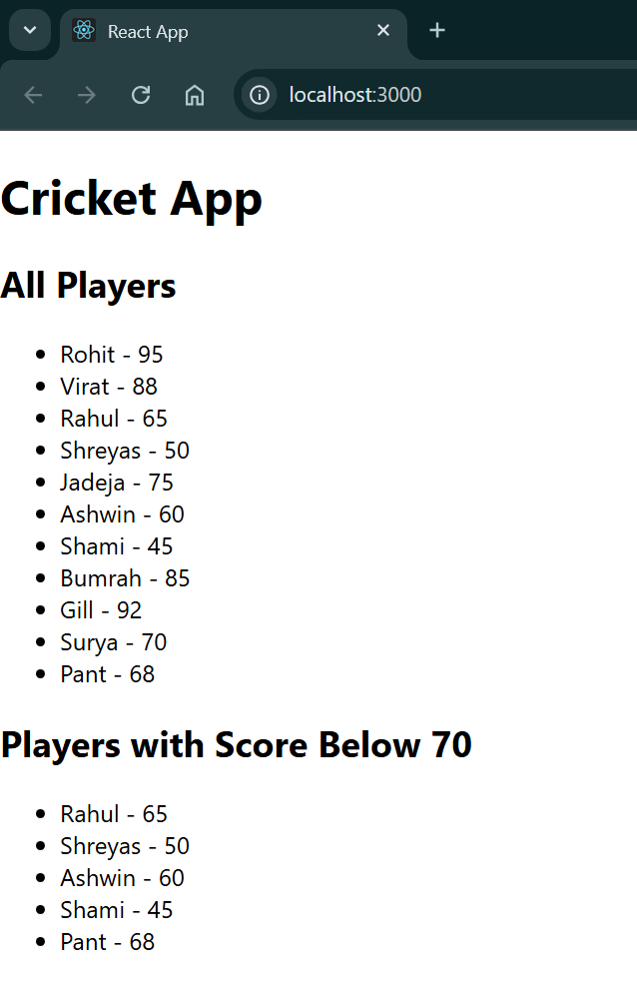 React App
localhost:3000
Cricket App
All Players
Rohit - 95
Virat - 88
Rahul - 65
Shreyas - 50
Jadeja - 75
Ashwin - 60
Shami - 45
Bumrah - 85
Gill - 92
Surya - 70
Pant - 68
Players with Score Below 70
Rahul - 65
Shreyas - 50
Ashwin - 60
Shami - 45
Pant - 68